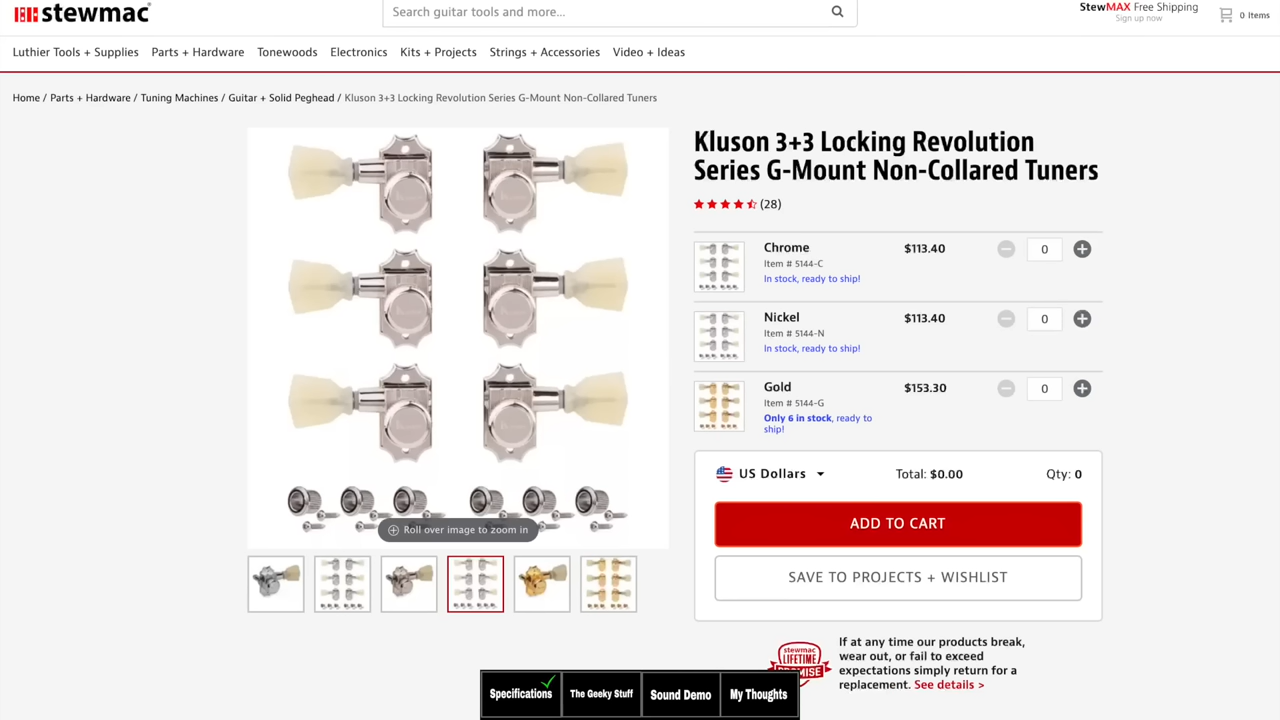 stewmac
Search guitar tools and more...
StewMAX Free Shipping
Sign up now
0 Items
Luthier Tools + Supplies
Parts + Hardware
Tonewoods
Electronics
Kits + Projects
Strings + Accessories
Video + Ideas
Home / Parts + Hardware / Tuning Machines / Guitar + Solid Peghead / Kluson 3+3 Locking Revolution Series G-Mount Non-Collared Tuners
Kluson 3+3 Locking Revolution
Series G-Mount Non-Collared Tuners
(28)
Chrome
$113.40
0
Item # 5144-C
In stock, ready to ship!
Nickel
$113.40
0
Item # 5144-N
In stock, ready to ship!
Gold
$153.30
0
Item # 5144-G
Only 6 in stock, ready to
ship!
US Dollars
Total: $0.00
Qty: 0
ADD TO CART
SAVE TO PROJECTS + WISHLIST
Roll over image to zoom in
stewmac
LIFETIME
PROMISE
If at any time our products break,
wear out, or fail to exceed
expectations simply return for a
replacement. See details >
Specifications
The Geeky Stuff
Sound Demo
My Thoughts